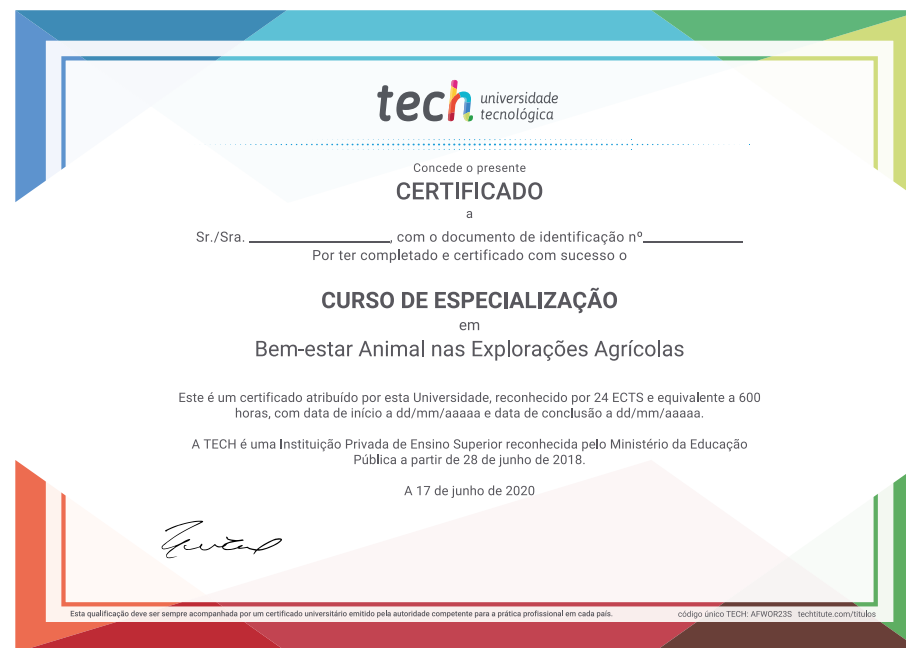 tech universidade
tecnológica
Concede o presente
CERTIFICADO
a
Sr./Sra. ____________________, com o documento de identificação nº______________
Por ter completado e certificado com sucesso o
CURSO DE ESPECIALIZAÇÃO
em
Bem-estar Animal nas Explorações Agrícolas
Este é um certificado atribuído por esta Universidade, reconhecido por 24 ECTS e equivalente a 600
horas, com data de início a dd/mm/aaaaa e data de conclusão a dd/mm/aaaaa.
A TECH é uma Instituição Privada de Ensino Superior reconhecida pelo Ministério da Educação
Pública a partir de 28 de junho de 2018.
A 17 de junho de 2020
Esta qualificação deve ser sempre acompanhada por um certificado universitário emitido pela autoridade competente para a prática profissional em cada país.
código único TECH: AFWOR23S techtitute.com/titulos